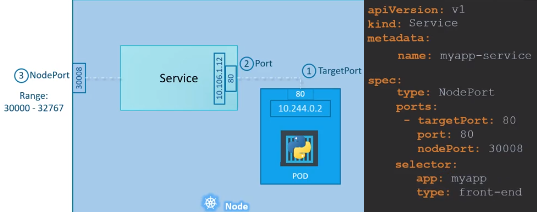 3 NodePort
Range:
30000 - 32767
30008
Service
10.106.1.12
80
2 Port
1 TargetPort
80
10.244.0.2
POD
Node
apiVersion: v1
kind: Service
metadata:
name: myapp-service
spec:
type: NodePort
ports:
- targetPort: 80
port: 80
nodePort: 30008
selector:
app: myapp
type: front-end